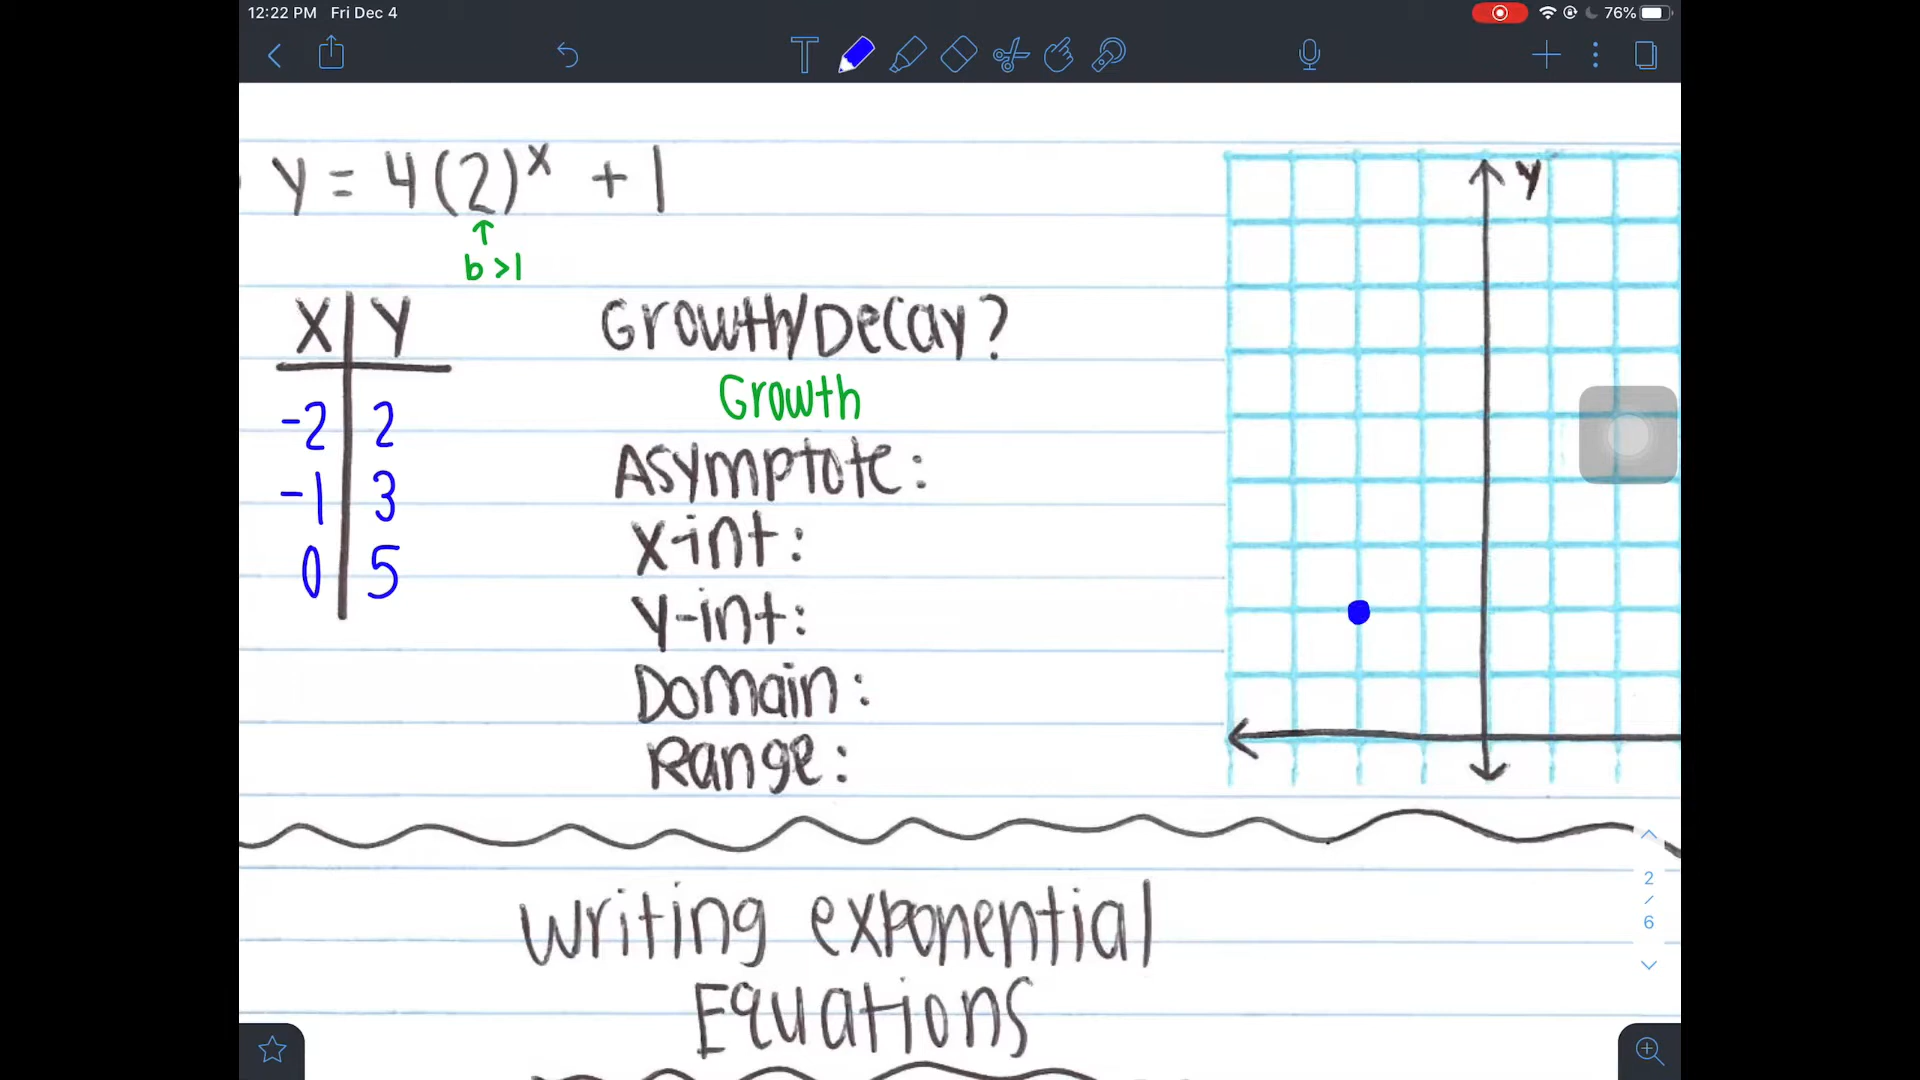 12:22 PM Fri Dec 4
76%
T
y = 4(2)^x + 1
↑
b >1
X Y
-2 2
-1 3
0 5
Growth/Decay?
Growth
Asymptote:
X-int:
Y-int:
Domain:
Range:
y
2
/
6
Writing exponential
Equations